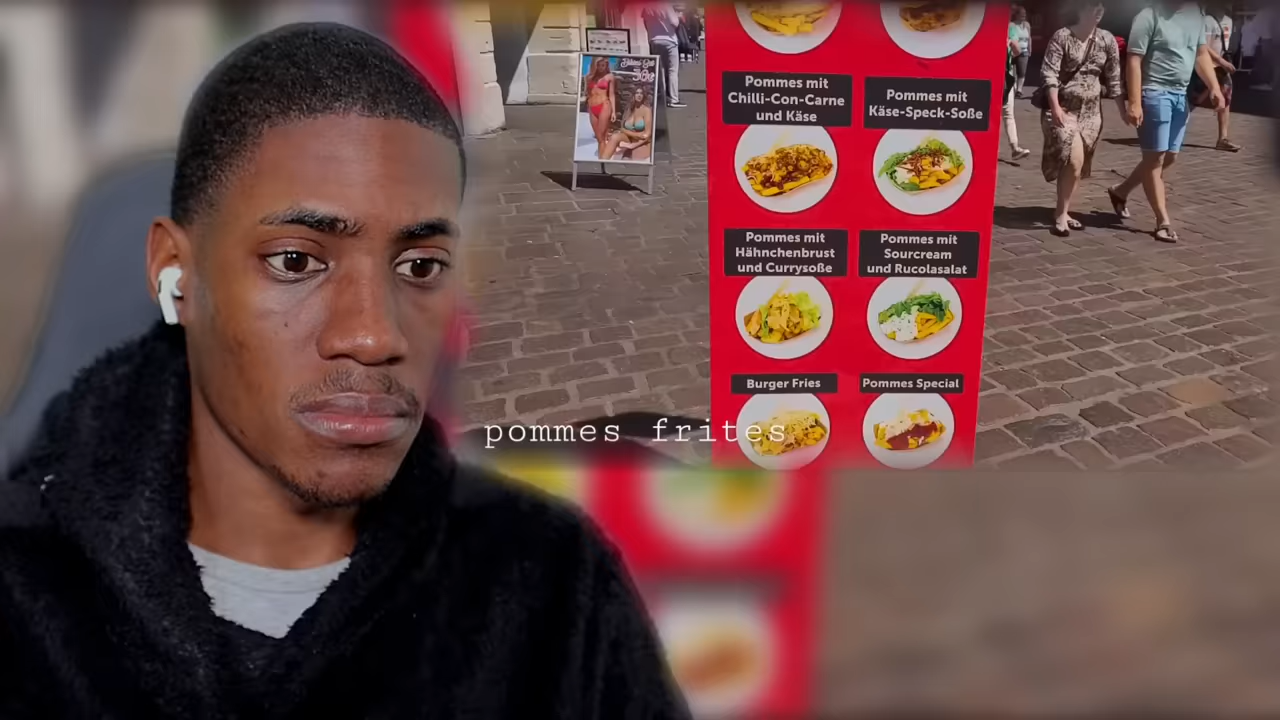 Pommes mit
Chilli-Con-Carne
und Käse
Pommes mit
Käse-Speck-Soße
Pommes mit
Hähnchenbrust
und Currysoße
Pommes mit
Sourcream
und Rucolasalat
Burger Fries
Pommes Special
pommes frites